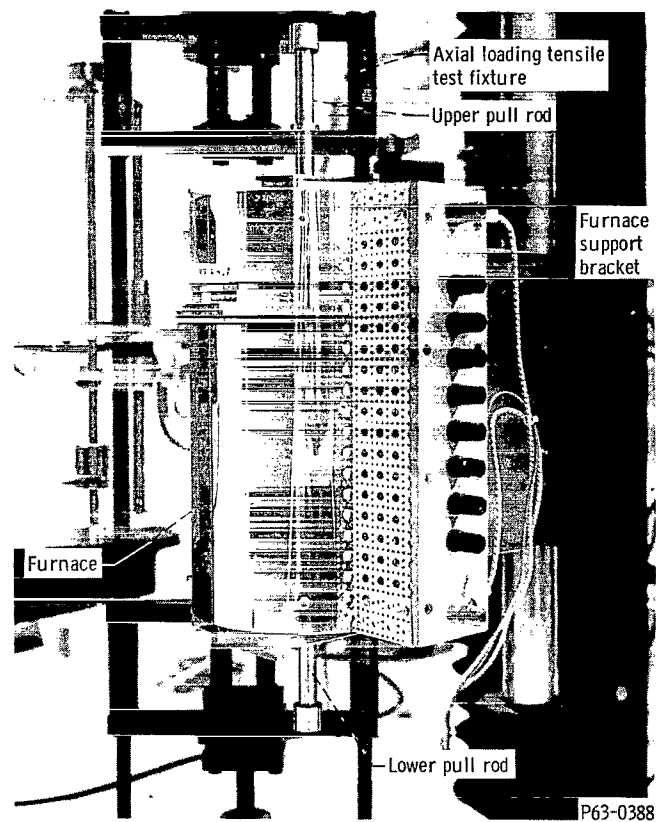 Axial loading tensile
test fixture
Upper pull rod
Furnace
support
bracket
Furnace
Lower pull rod
P63-0388